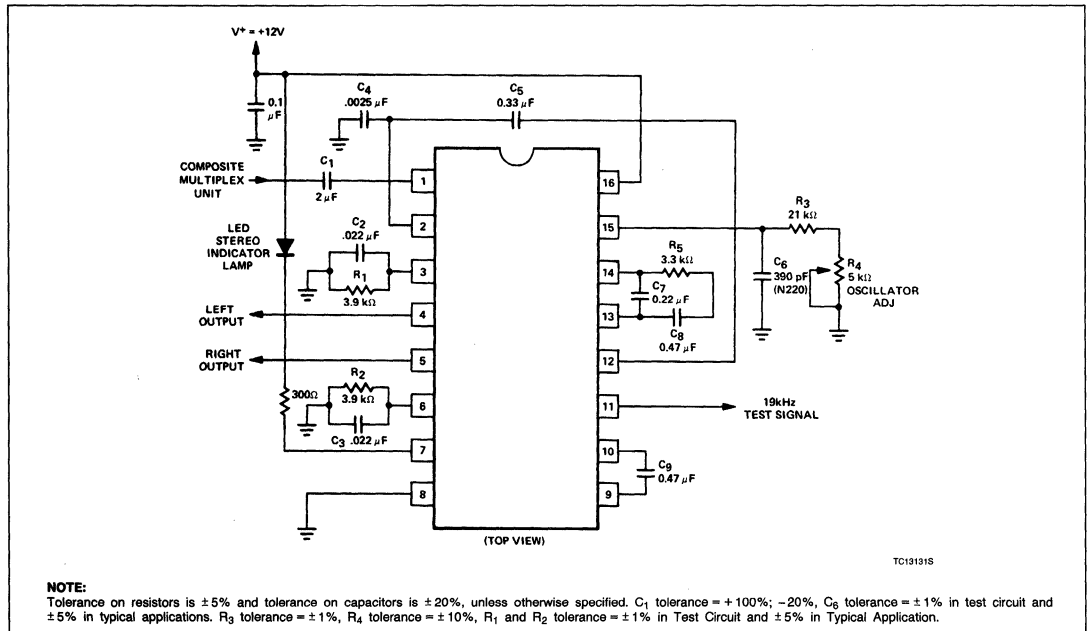 V+ = +12V
0.1
μF
C4
.0025 μF
C5
0.33 μF
COMPOSITE
MULTIPLEX
UNIT
C1
2 μF
LED
STEREO
INDICATOR
LAMP
C2
.022 μF
R1
3.9 kΩ
LEFT
OUTPUT
RIGHT
OUTPUT
300Ω
R2
3.9 kΩ
C3 .022 μF
1
2
3
4
5
6
7
8
16
15
14
13
12
11
10
9
R5
3.3 kΩ
C7
0.22 μF
C8
0.47 μF
R3
21 kΩ
C6
390 pF
(N220)
R4
5 kΩ
OSCILLATOR
ADJ
19kHz
TEST SIGNAL
C9
0.47 μF
(TOP VIEW)
TC13131S
NOTE:
Tolerance on resistors is ±5% and tolerance on capacitors is ±20%, unless otherwise specified. C1 tolerance = +100%; -20%, C6 tolerance = ±1% in test circuit and
±5% in typical applications. R3 tolerance = ±1%, R4 tolerance = ±10%, R1 and R2 tolerance = ±1% in Test Circuit and ±5% in Typical Application.